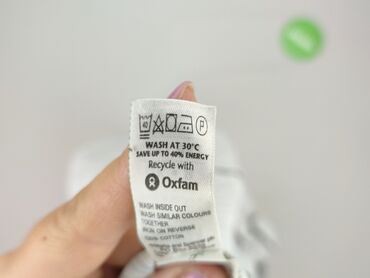 40 P
WASH AT 30°C
SAVE UP TO 40% ENERGY
Recycle with
Oxfam
WASH INSIDE OUT
WASH SIMILAR COLOURS
TOGETHER
IRON ON REVERSE
100% COTTON